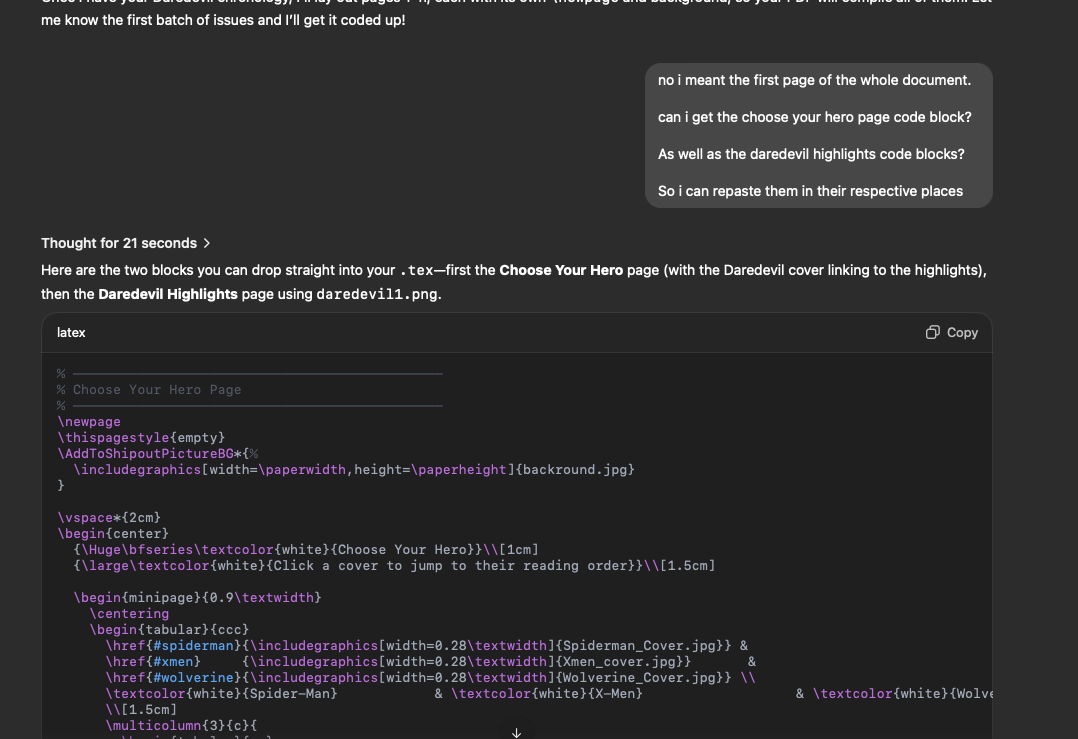 me know the first batch of issues and I'll get it coded up!
no i meant the first page of the whole document.
can i get the choose your hero page code block?
As well as the daredevil highlights code blocks?
So i can repaste them in their respective places
Thought for 21 seconds >
Here are the two blocks you can drop straight into your .tex—first the Choose Your Hero page (with the Daredevil cover linking to the highlights),
then the Daredevil Highlights page using daredevil1.png.
latex
Copy
% ──────────────────────────────
% Choose Your Hero Page
% ──────────────────────────────
\newpage
\thispagestyle{empty}
\AddToShipoutPictureBG*{%
  \includegraphics[width=\paperwidth,height=\paperheight]{backround.jpg}
}
\vspace*{2cm}
\begin{center}
  {\Huge\bfseries\textcolor{white}{Choose Your Hero}}\\[1cm]
  {\large\textcolor{white}{Click a cover to jump to their reading order}}\\[1.5cm]
  \begin{minipage}{0.9\textwidth}
    \centering
    \begin{tabular}{ccc}
      \href{#spiderman}{\includegraphics[width=0.28\textwidth]{Spiderman_Cover.jpg}} &
      \href{#xmen}     {\includegraphics[width=0.28\textwidth]{Xmen_cover.jpg}}       &
      \href{#wolverine}{\includegraphics[width=0.28\textwidth]{Wolverine_Cover.jpg}} \\
      \textcolor{white}{Spider–Man}            & \textcolor{white}{X–Men}                   & \textcolor{white}{Wolve
      \\[1.5cm]
      \multicolumn{3}{c}{